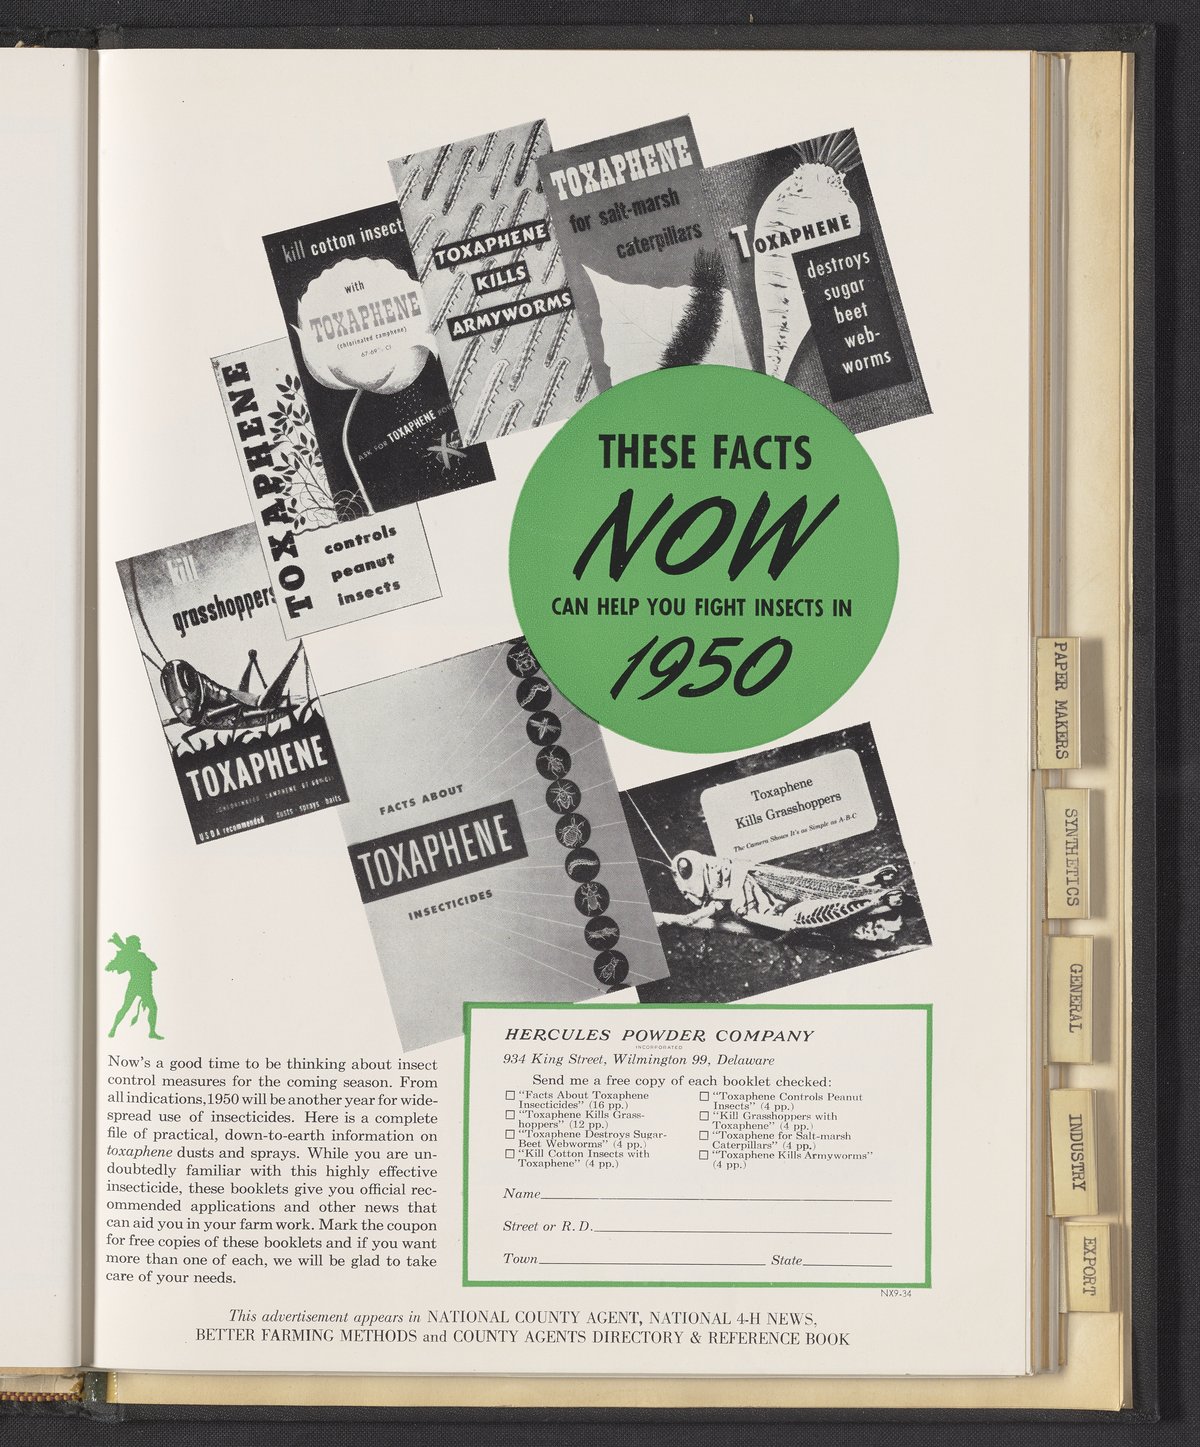 kill cotton insect
with
TOXAPHENE
(chlorinated camphene)
67-69% Cl
ASK FOR TOXAPHENE
TOXAPHENE
KILLS
ARMYWORMS
TOXAPHENE
for salt-marsh
caterpillars
TOXAPHENE
destroys
sugar
beet
web-
worms
TOXAPHENE
controls
peanut
insects
kill
grasshoppers
TOXAPHENE
USDA recommended dusts · sprays · baits
THESE FACTS
NOW
CAN HELP YOU FIGHT INSECTS IN
1950
FACTS ABOUT
TOXAPHENE
INSECTICIDES
Toxaphene
Kills Grasshoppers
The Camera Shows It's as Simple as A-B-C
Now's a good time to be thinking about insect
control measures for the coming season. From
all indications, 1950 will be another year for wide-
spread use of insecticides. Here is a complete
file of practical, down-to-earth information on
toxaphene dusts and sprays. While you are un-
doubtedly familiar with this highly effective
insecticide, these booklets give you official rec-
ommended applications and other news that
can aid you in your farm work. Mark the coupon
for free copies of these booklets and if you want
more than one of each, we will be glad to take
care of your needs.
HERCULES POWDER COMPANY
INCORPORATED
934 King Street, Wilmington 99, Delaware
Send me a free copy of each booklet checked:
☐ "Facts About Toxaphene
Insecticides" (16 pp.)
☐ "Toxaphene Kills Grass-
hoppers" (12 pp.)
☐ "Toxaphene Destroys Sugar-
Beet Webworms" (4 pp.)
☐ "Kill Cotton Insects with
Toxaphene" (4 pp.)
☐ "Toxaphene Controls Peanut
Insects" (4 pp.)
☐ "Kill Grasshoppers with
Toxaphene" (4 pp.)
☐ "Toxaphene for Salt-marsh
Caterpillars" (4 pp.)
☐ "Toxaphene Kills Armyworms"
(4 pp.)
Name
Street or R. D.
Town State
NX9-34
This advertisement appears in NATIONAL COUNTY AGENT, NATIONAL 4-H NEWS,
BETTER FARMING METHODS and COUNTY AGENTS DIRECTORY & REFERENCE BOOK
PAPER MAKERS
SYNTHETICS
GENERAL
INDUSTRY
EXPORT